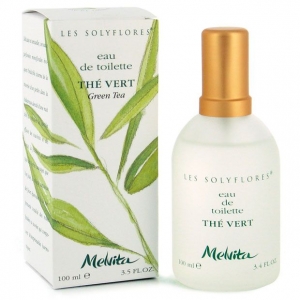 LES SOLYFLORES
eau
de toilette
THÉ VERT
Green Tea
Melvita
100 ml e 3.5 FL.OZ
LES SOLYFLORES®
eau
de
toilette
THÉ VERT
Melvita
100 ml e 3.4 FL.OZ